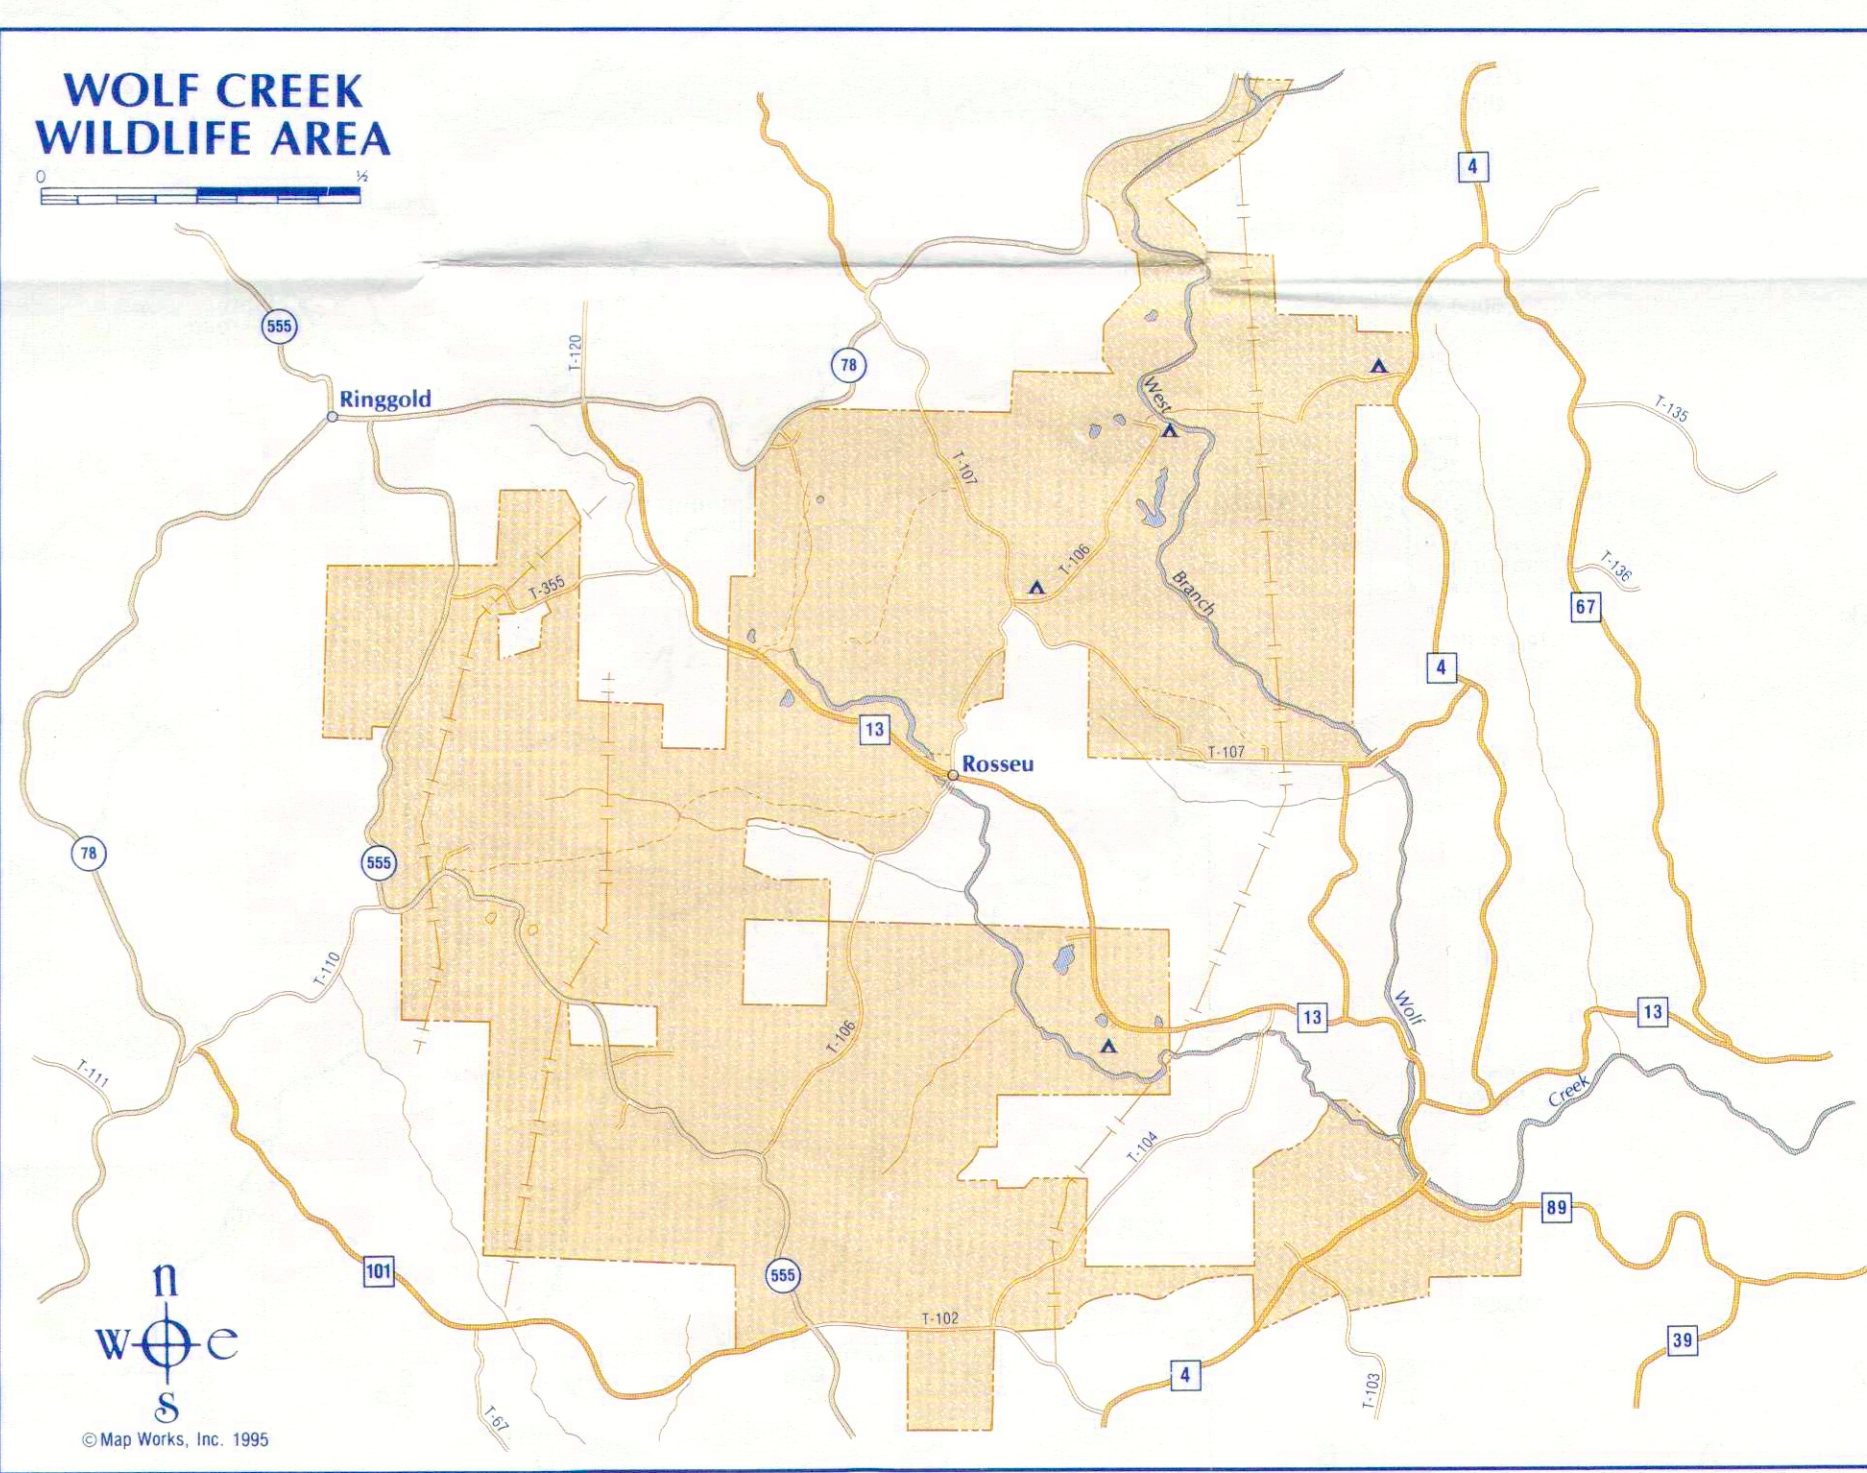 WOLF CREEK
WILDLIFE AREA
0 ½
4
555
T-120
78
Ringgold
West
T-135
T-107
T-106
T-355
Branch
T-136
67
4
13
T-107
Rosseu
78
555
T-110
Wolf
13
13
T-106
T-111
Creek
T-104
89
n
w e
s
101
555
T-102
39
4
T-103
T-67
©Map Works, Inc. 1995